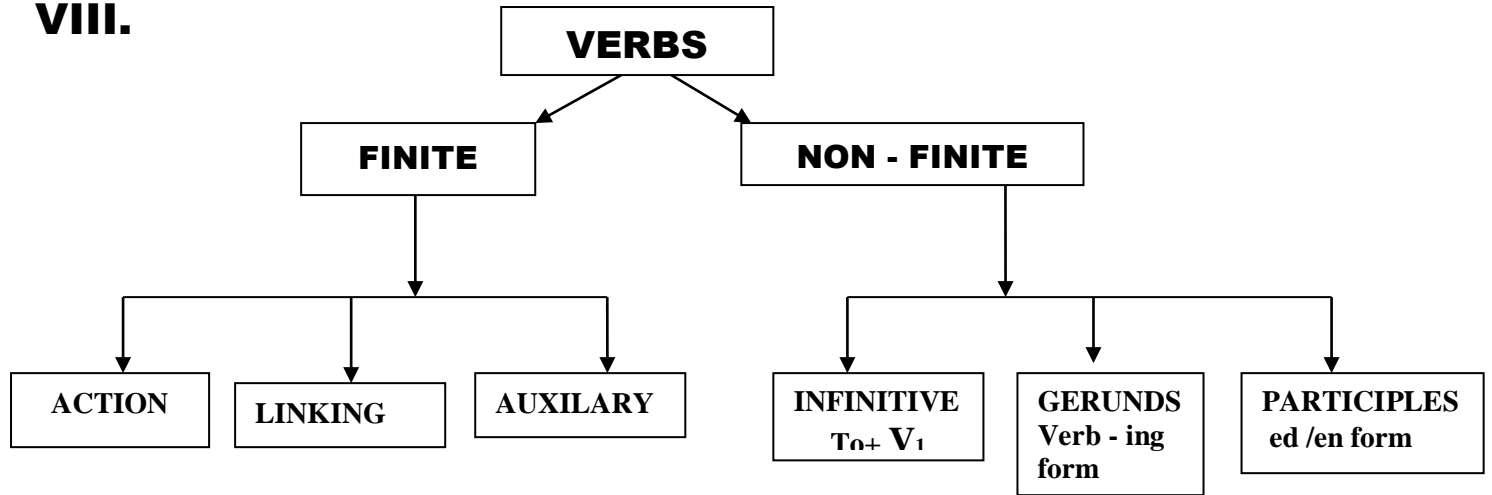 VIII.
VERBS
FINITE
NON - FINITE
ACTION
LINKING
AUXILARY
INFINITIVE
To+ V1
GERUNDS
Verb - ing
form
PARTICIPLES
ed /en form